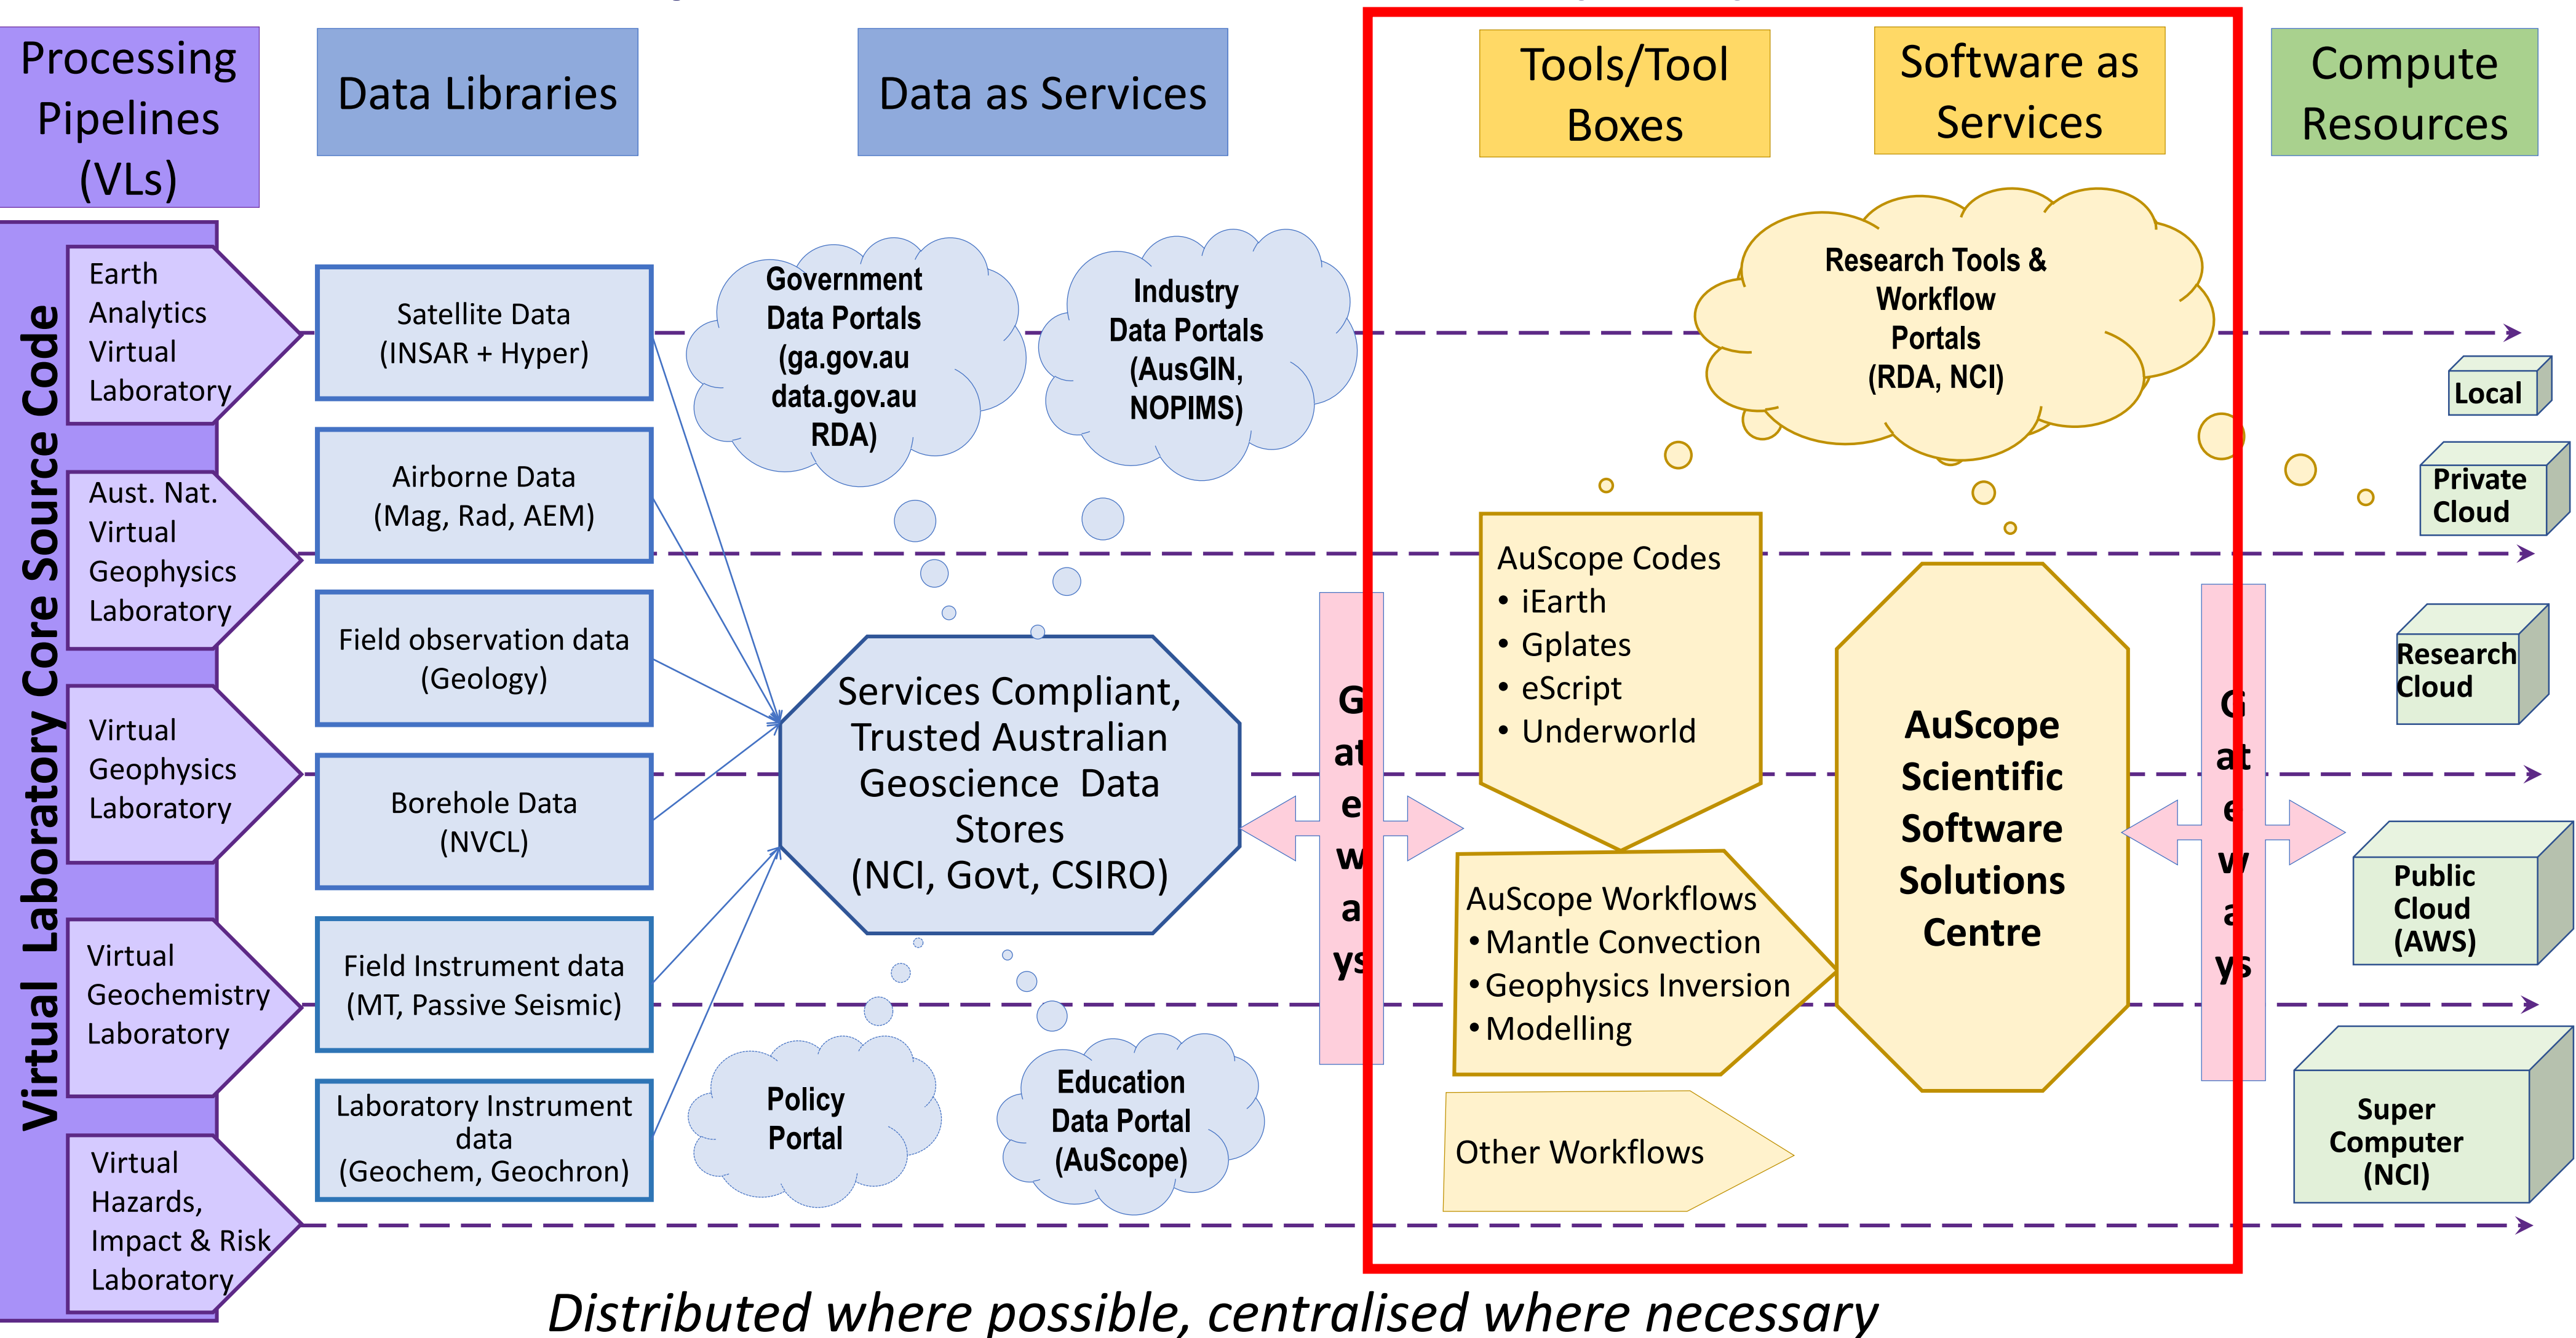 Processing
Pipelines
(VLs)
Data Libraries
Data as Services
Tools/Tool
Boxes
Software as
Services
Compute
Resources
Virtual Laboratory Core Source Code
Earth
Analytics
Virtual
Laboratory
Aust. Nat.
Virtual
Geophysics
Laboratory
Virtual
Geophysics
Laboratory
Virtual
Geochemistry
Laboratory
Virtual
Hazards,
Impact & Risk
Laboratory
Satellite Data
(INSAR + Hyper)
Airborne Data
(Mag, Rad, AEM)
Field observation data
(Geology)
Borehole Data
(NVCL)
Field Instrument data
(MT, Passive Seismic)
Laboratory Instrument
data
(Geochem, Geochron)
Government
Data Portals
(ga.gov.au
data.gov.au
RDA)
Industry
Data Portals
(AusGIN,
NOPIMS)
Services Compliant,
Trusted Australian
Geoscience Data
Stores
(NCI, Govt, CSIRO)
Policy
Portal
Education
Data Portal
(AuScope)
G
at
e
w
a
ys
Research Tools &
Workflow
Portals
(RDA, NCI)
AuScope Codes
• iEarth
• Gplates
• eScript
• Underworld
AuScope Workflows
• Mantle Convection
• Geophysics Inversion
• Modelling
Other Workflows
AuScope
Scientific
Software
Solutions
Centre
G
at
e
w
a
ys
Local
Private
Cloud
Research
Cloud
Public
Cloud
(AWS)
Super
Computer
(NCI)
Distributed where possible, centralised where necessary